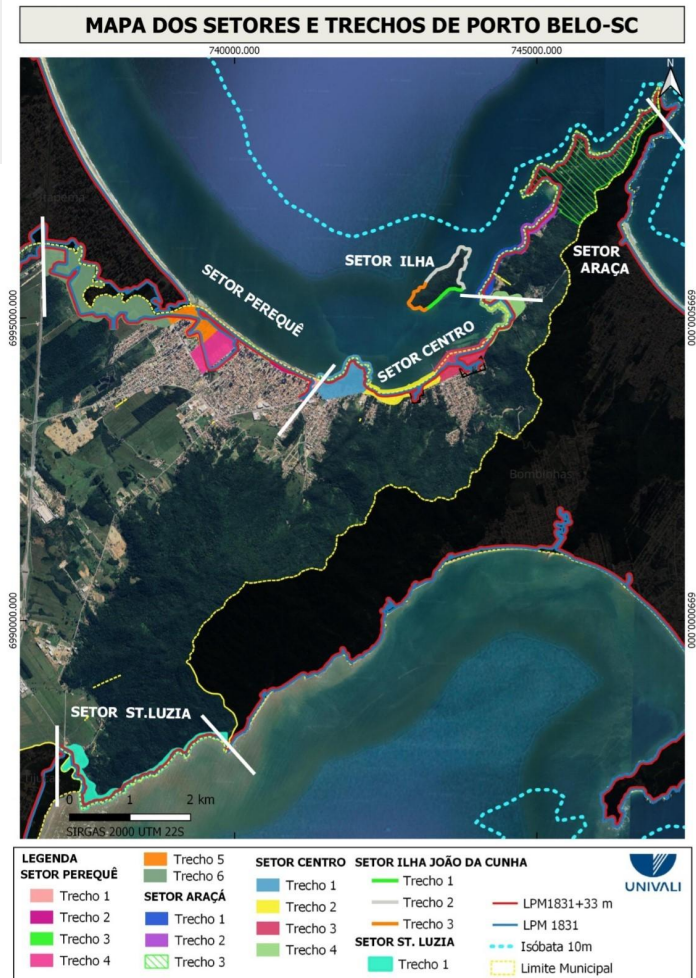 MAPA DOS SETORES E TRECHOS DE PORTO BELO-SC
740000.000 745000.000
N
SETOR ILHA
SETOR
ARAÇA
SETOR PEREQUÊ
SETOR CENTRO
6995000.000 6995000.000
Bombinhas
6990000.000 6990000.000
SETOR ST.LUZIA
0 1 2 km
SIRGAS 2000 UTM 22S
LEGENDA
SETOR PEREQUÊ
Trecho 1
Trecho 2
Trecho 3
Trecho 4
Trecho 5
Trecho 6
SETOR ARAÇÁ
Trecho 1
Trecho 2
Trecho 3
SETOR CENTRO
Trecho 1
Trecho 2
Trecho 3
Trecho 4
SETOR ILHA JOÃO DA CUNHA
Trecho 1
Trecho 2
Trecho 3
SETOR ST. LUZIA
Trecho 1
UNIVALI
LPM1831+33 m
LPM 1831
Isóbata 10m
Limite Municipal